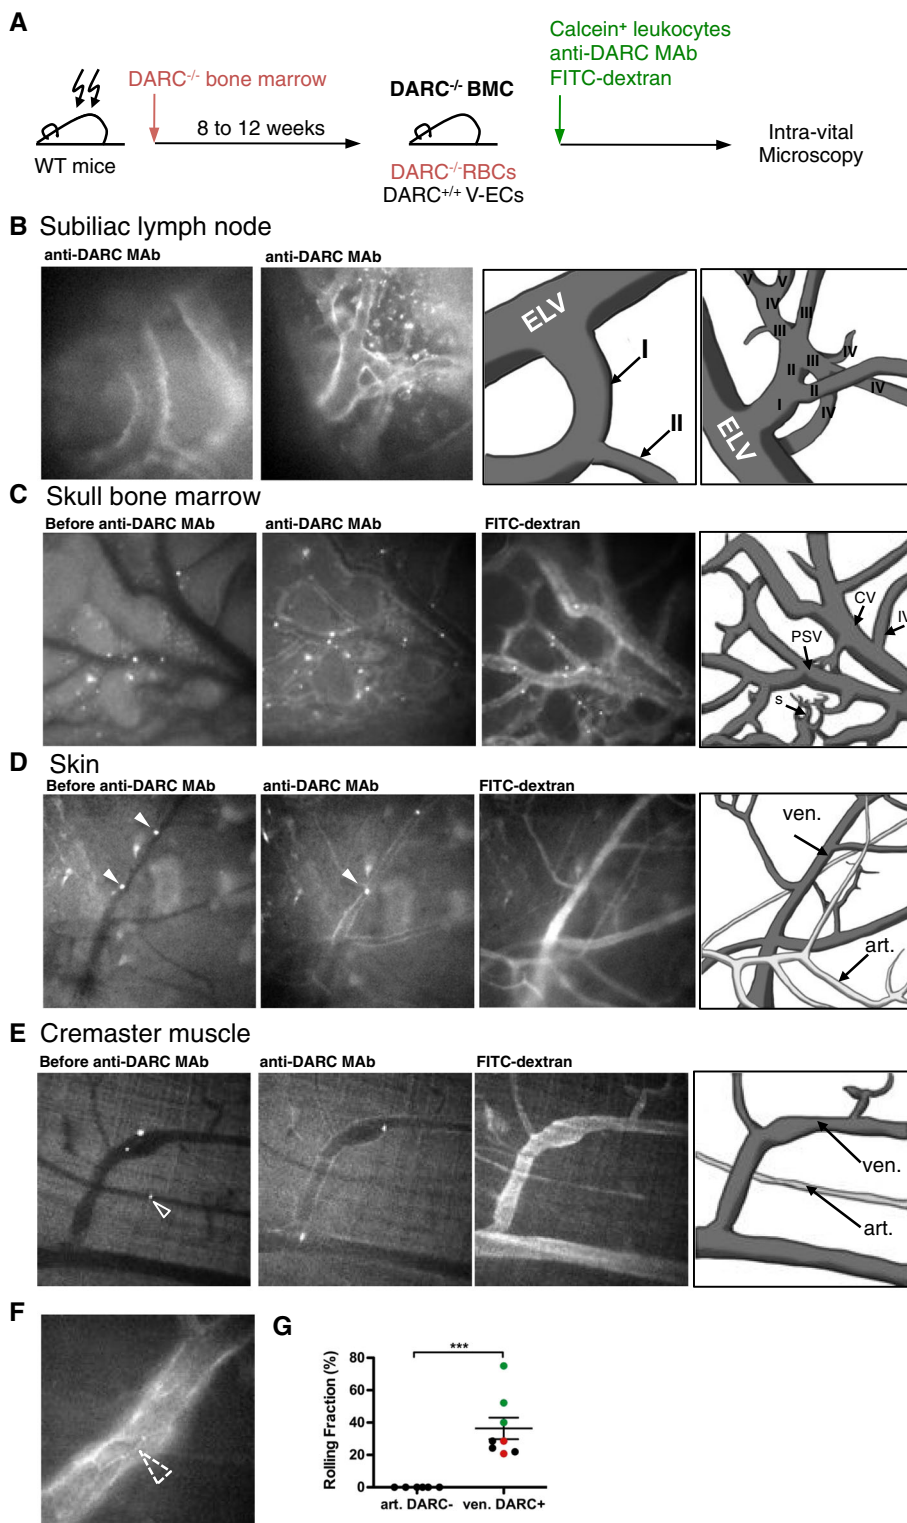 A
Calcein⁺ leukocytes
anti-DARC MAb
FITC-dextran
DARC⁻/⁻ bone marrow
DARC⁻/⁻ BMC
8 to 12 weeks
WT mice
DARC⁻/⁻RBCs
DARC⁺/⁺ V-ECs
Intra-vital
Microscopy
B Subiliac lymph node
anti-DARC MAb
anti-DARC MAb
ELV
I
II
V V
IV III
III
II III IV
I II IV
IV
ELV
C Skull bone marrow
Before anti-DARC MAb
anti-DARC MAb
FITC-dextran
CV
IV
PSV
s
D Skin
Before anti-DARC MAb
anti-DARC MAb
FITC-dextran
ven.
art.
E Cremaster muscle
Before anti-DARC MAb
anti-DARC MAb
FITC-dextran
ven.
art.
F
G
***
Rolling Fraction (%)
80
60
40
20
0
art. DARC- ven. DARC+